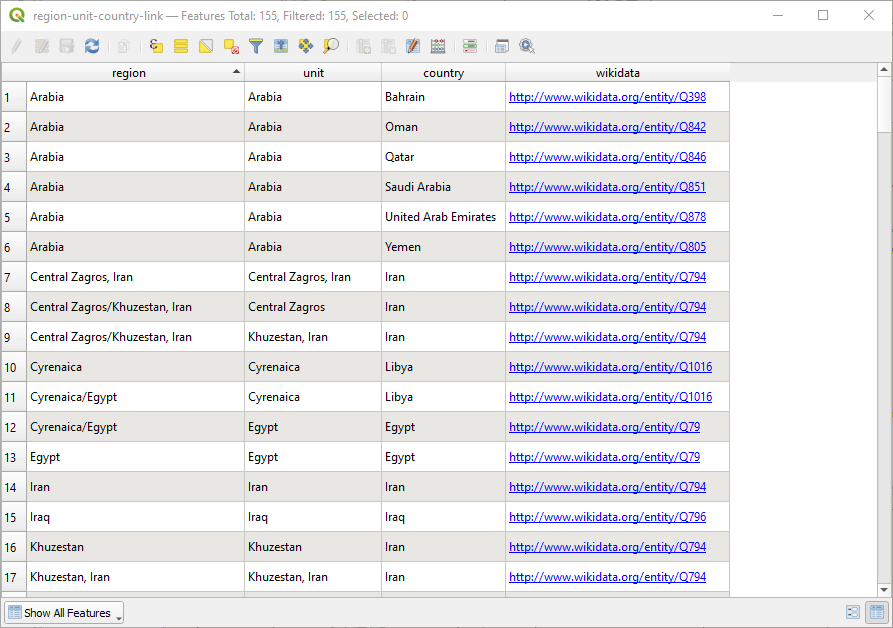 region-unit-country-link — Features Total: 155, Filtered: 155, Selected: 0
region unit country wikidata
1 Arabia Arabia Bahrain http://www.wikidata.org/entity/Q398
2 Arabia Arabia Oman http://www.wikidata.org/entity/Q842
3 Arabia Arabia Qatar http://www.wikidata.org/entity/Q846
4 Arabia Arabia Saudi Arabia http://www.wikidata.org/entity/Q851
5 Arabia Arabia United Arab Emirates http://www.wikidata.org/entity/Q878
6 Arabia Arabia Yemen http://www.wikidata.org/entity/Q805
7 Central Zagros, Iran Central Zagros, Iran Iran http://www.wikidata.org/entity/Q794
8 Central Zagros/Khuzestan, Iran Central Zagros Iran http://www.wikidata.org/entity/Q794
9 Central Zagros/Khuzestan, Iran Khuzestan, Iran Iran http://www.wikidata.org/entity/Q794
10 Cyrenaica Cyrenaica Libya http://www.wikidata.org/entity/Q1016
11 Cyrenaica/Egypt Cyrenaica Libya http://www.wikidata.org/entity/Q1016
12 Cyrenaica/Egypt Egypt Egypt http://www.wikidata.org/entity/Q79
13 Egypt Egypt Egypt http://www.wikidata.org/entity/Q79
14 Iran Iran Iran http://www.wikidata.org/entity/Q794
15 Iraq Iraq Iraq http://www.wikidata.org/entity/Q796
16 Khuzestan Khuzestan Iran http://www.wikidata.org/entity/Q794
17 Khuzestan, Iran Khuzestan, Iran Iran http://www.wikidata.org/entity/Q794
Show All Features